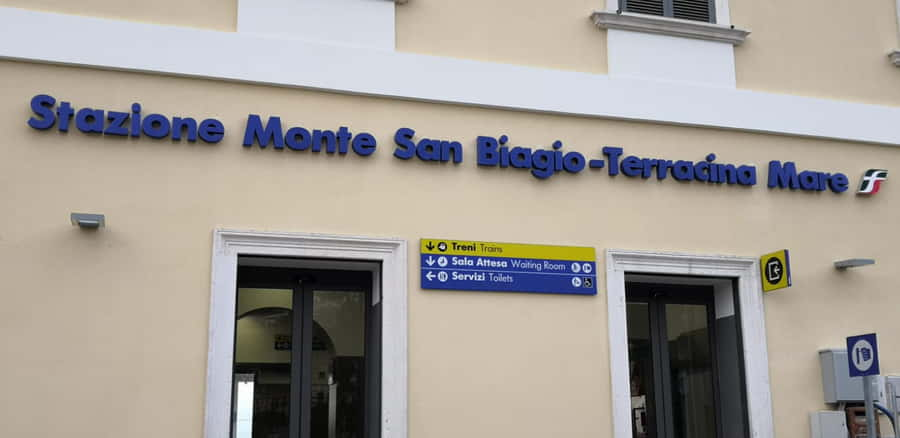 Stazione Monte San Biagio-Terracina Mare
Treni Trains
Sala Attesa Waiting Room
Servizi Toilets